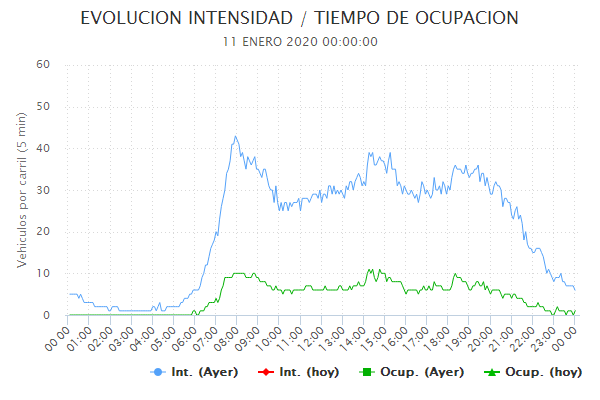 EVOLUCION INTENSIDAD / TIEMPO DE OCUPACION
11 ENERO 2020 00:00:00
Vehiculos por carril (5 min)
60
50
40
30
20
10
0
00:00 01:00 02:00 03:00 04:00 05:00 06:00 07:00 08:00 09:00 10:00 11:00 12:00 13:00 14:00 15:00 16:00 17:00 18:00 19:00 20:00 21:00 22:00 23:00 00:00
Int. (Ayer) Int. (hoy) Ocup. (Ayer) Ocup. (hoy)